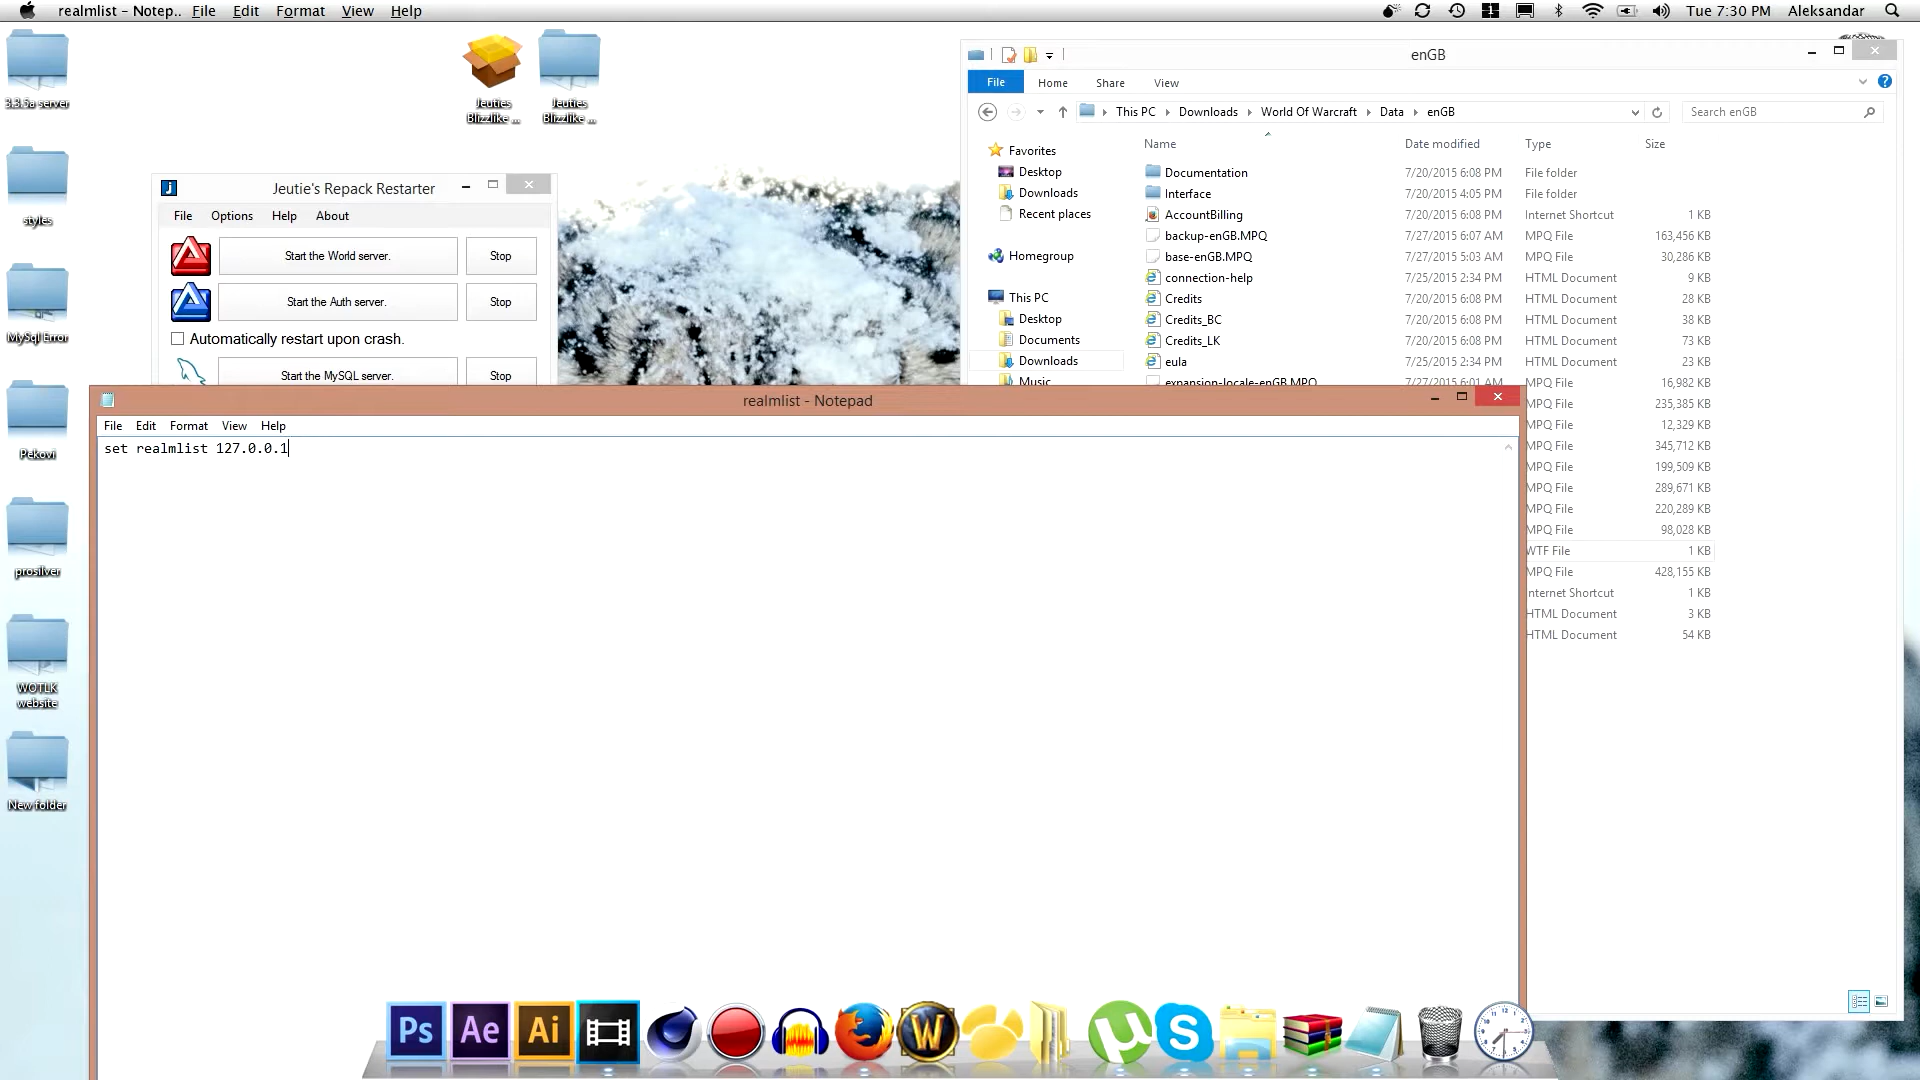 realmlist - Notep.. File Edit Format View Help
1 Tue 7:30 PM Aleksandar
3.3.5a server
styles
MySql Error
Pekovi
prosilver
WOTLK
website
New folder
Jeuties
Blizzlike ...
Jeuties
Blizzlike ...
Jeutie's Repack Restarter
File Options Help About
Start the World server. Stop
Start the Auth server. Stop
Automatically restart upon crash.
Start the MySQL server. Stop
enGB
File Home Share View
This PC Downloads World Of Warcraft Data enGB Search enGB
Favorites
Desktop
Downloads
Recent places
Homegroup
This PC
Desktop
Documents
Downloads
Music
Name Date modified Type Size
Documentation 7/20/2015 6:08 PM File folder
Interface 7/20/2015 4:05 PM File folder
AccountBilling 7/20/2015 6:08 PM Internet Shortcut 1 KB
backup-enGB.MPQ 7/27/2015 6:07 AM MPQ File 163,456 KB
base-enGB.MPQ 7/27/2015 5:03 AM MPQ File 30,286 KB
connection-help 7/25/2015 2:34 PM HTML Document 9 KB
Credits 7/20/2015 6:08 PM HTML Document 28 KB
Credits_BC 7/20/2015 6:08 PM HTML Document 38 KB
Credits_LK 7/20/2015 6:08 PM HTML Document 73 KB
eula 7/25/2015 2:34 PM HTML Document 23 KB
expansion-locale-enGB.MPQ 7/27/2015 6:01 AM MPQ File 16,982 KB
MPQ File 235,385 KB
MPQ File 12,329 KB
MPQ File 345,712 KB
MPQ File 199,509 KB
MPQ File 289,671 KB
MPQ File 220,289 KB
MPQ File 98,028 KB
WTF File 1 KB
MPQ File 428,155 KB
nternet Shortcut 1 KB
HTML Document 3 KB
HTML Document 54 KB
realmlist - Notepad
File Edit Format View Help
set realmlist 127.0.0.1
Ps Ae Ai W µ S